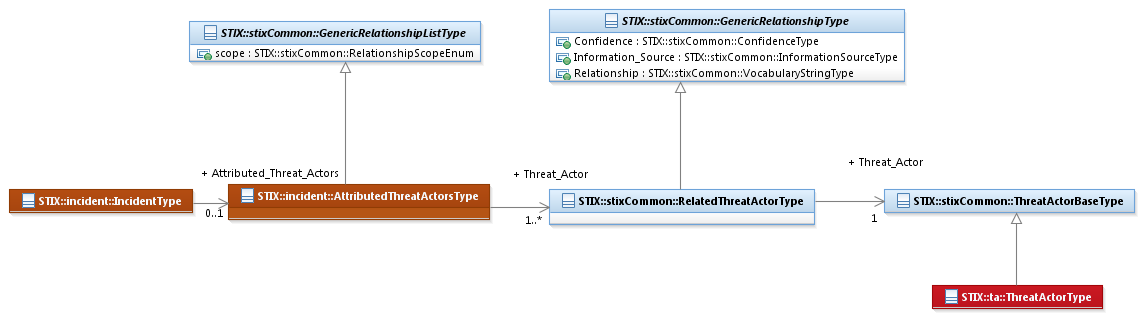 STIX::stixCommon::GenericRelationshipListType
scope : STIX::stixCommon::RelationshipScopeEnum
STIX::stixCommon::GenericRelationshipType
Confidence : STIX::stixCommon::ConfidenceType
Information_Source : STIX::stixCommon::InformationSourceType
Relationship : STIX::stixCommon::VocabularyStringType
+ Attributed_Threat_Actors
+ Threat_Actor
+ Threat_Actor
STIX::incident::IncidentType
0..1
STIX::incident::AttributedThreatActorsType
1..*
STIX::stixCommon::RelatedThreatActorType
1
STIX::stixCommon::ThreatActorBaseType
STIX::ta::ThreatActorType